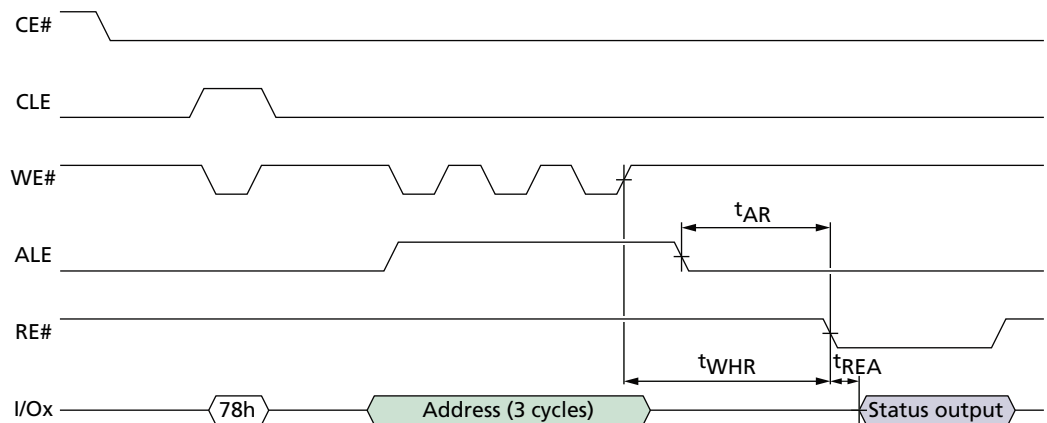 CE#
CLE
WE#
tAR
ALE
RE#
tWHR
tREA
I/Ox
78h
Address (3 cycles)
Status output